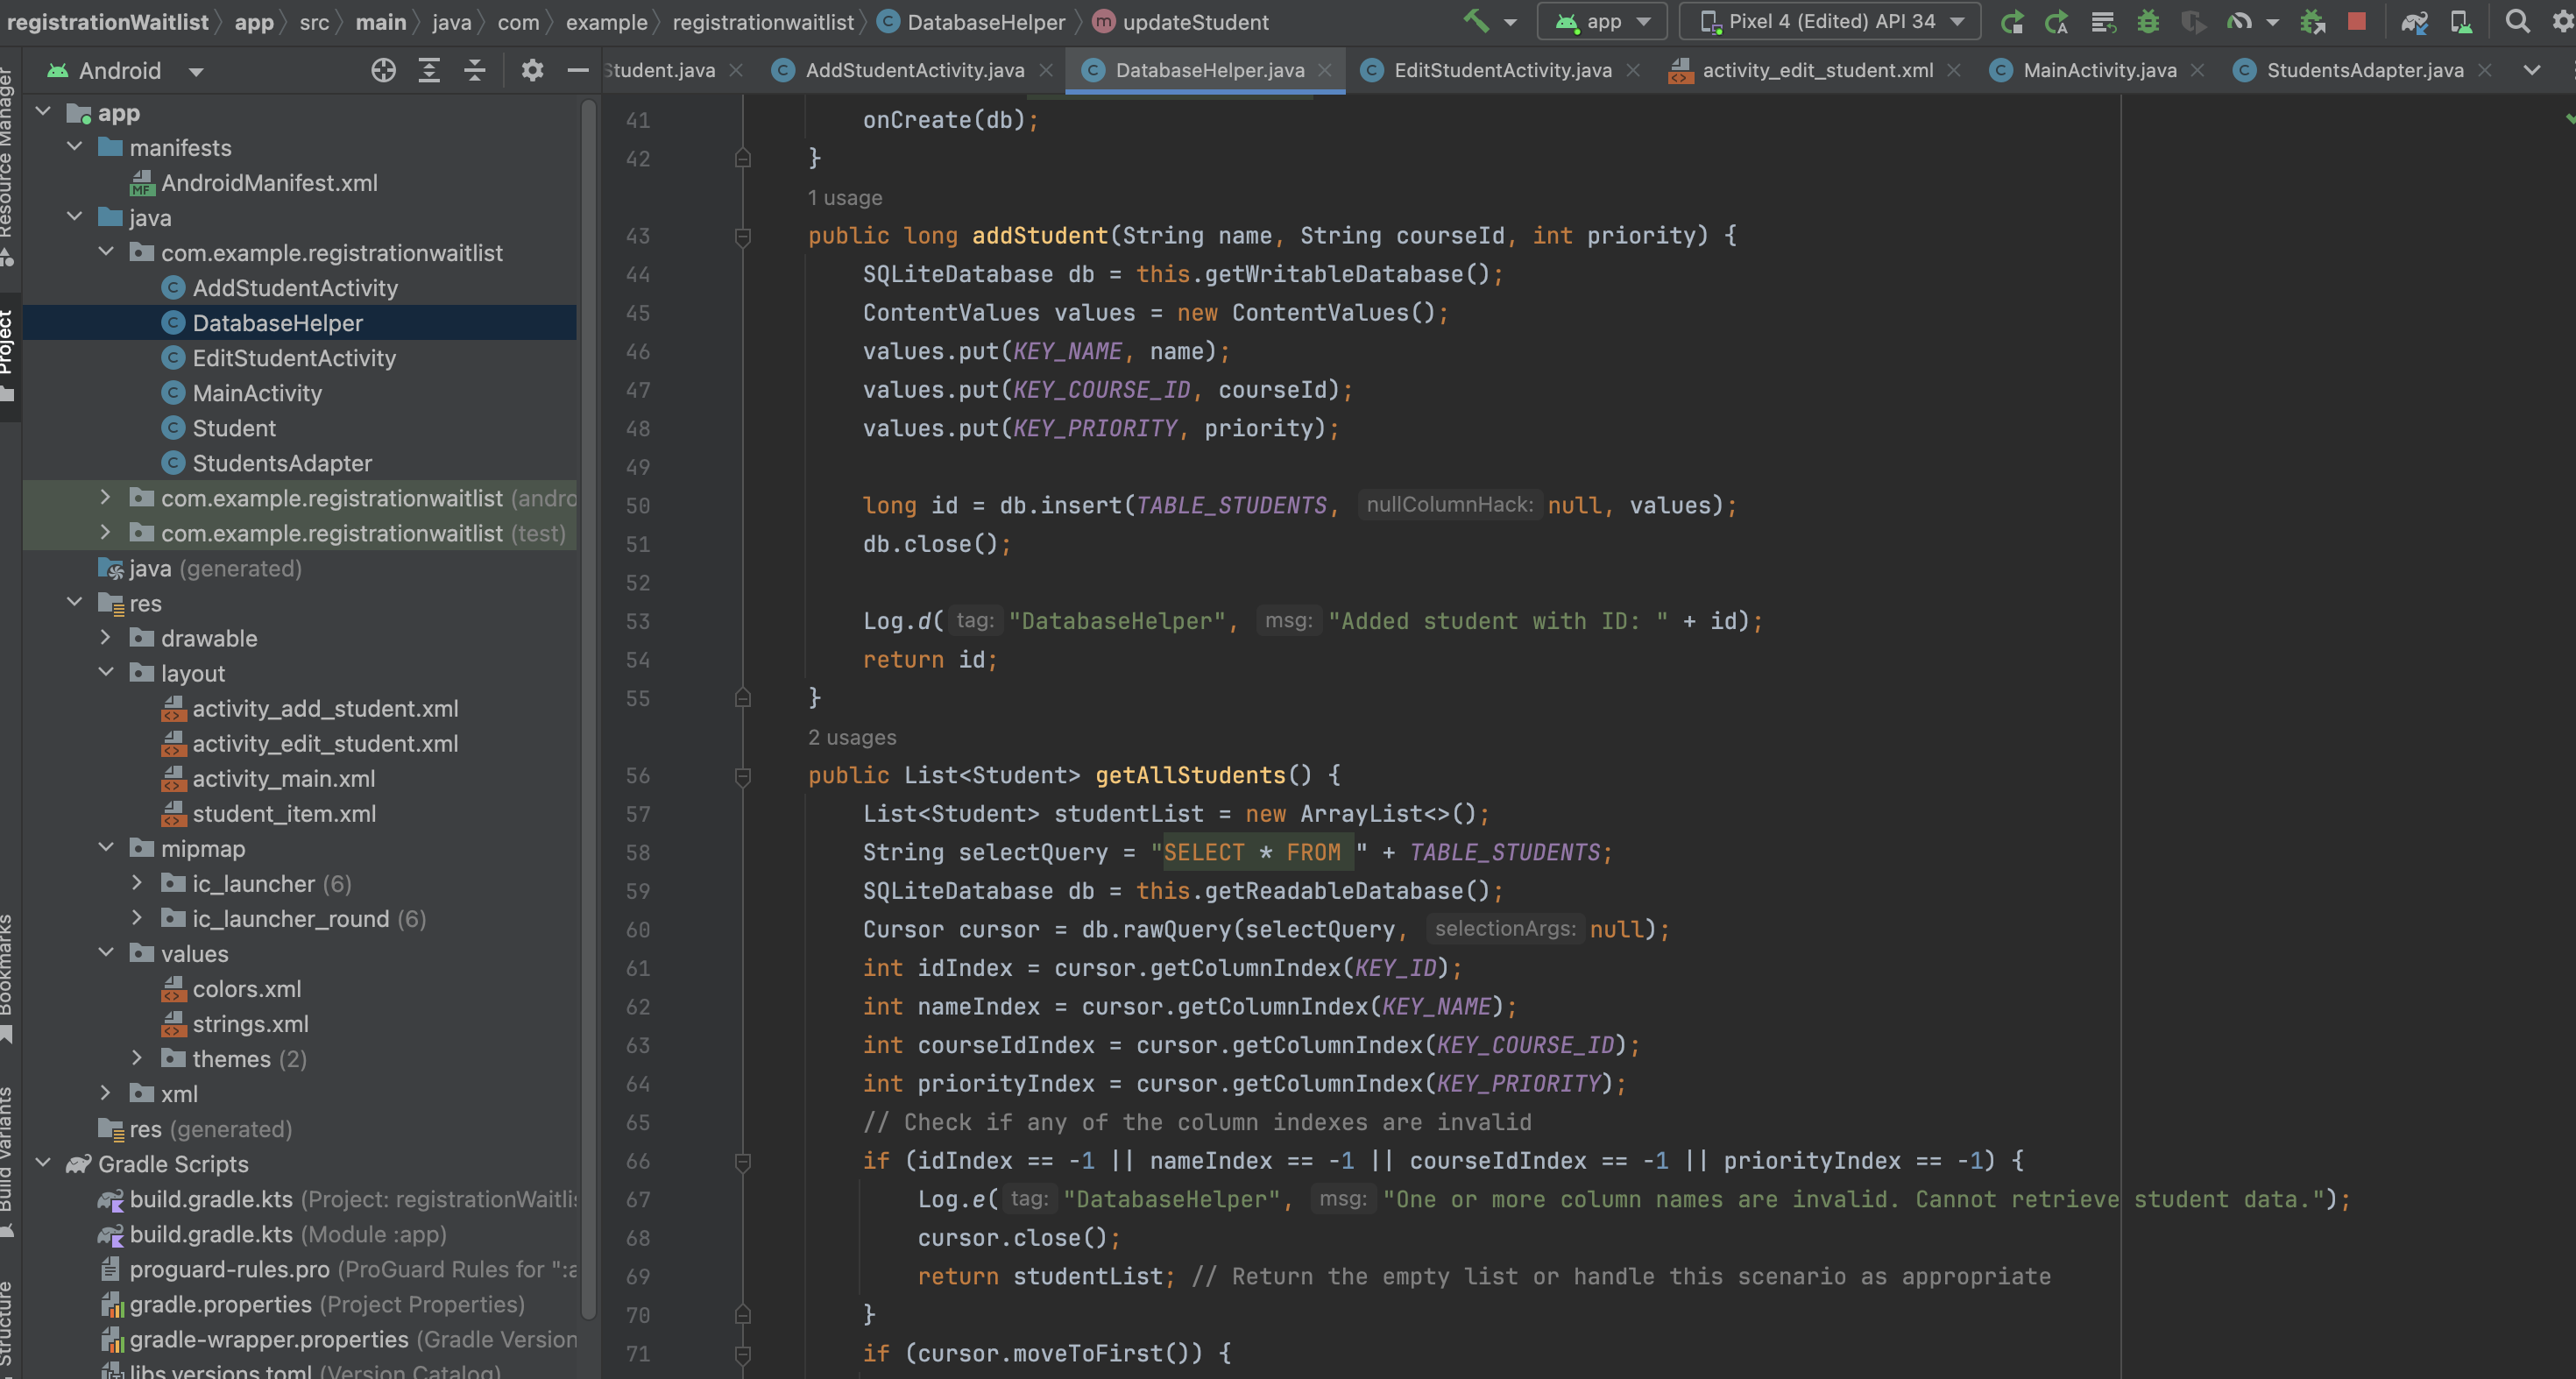 registrationWaitlist app src main java com example registrationwaitlist DatabaseHelper updateStudent app Pixel 4 (Edited) API 34
Android
Student.java AddStudentActivity.java DatabaseHelper.java EditStudentActivity.java activity_edit_student.xml MainActivity.java StudentsAdapter.java
Resource Manager
Project
Bookmarks
Build Variants
Structure
app
manifests
AndroidManifest.xml
java
com.example.registrationwaitlist
AddStudentActivity
DatabaseHelper
EditStudentActivity
MainActivity
Student
StudentsAdapter
com.example.registrationwaitlist (andro
com.example.registrationwaitlist (test)
java (generated)
res
drawable
layout
activity_add_student.xml
activity_edit_student.xml
activity_main.xml
student_item.xml
mipmap
ic_launcher (6)
ic_launcher_round (6)
values
colors.xml
strings.xml
themes (2)
xml
res (generated)
Gradle Scripts
build.gradle.kts (Project: registrationWaitlis
build.gradle.kts (Module :app)
proguard-rules.pro (ProGuard Rules for ":a
gradle.properties (Project Properties)
gradle-wrapper.properties (Gradle Version
libs.versions.toml (Version Catalog)
41 onCreate(db);
42 }
1 usage
43 public long addStudent(String name, String courseId, int priority) {
44 SQLiteDatabase db = this.getWritableDatabase();
45 ContentValues values = new ContentValues();
46 values.put(KEY_NAME, name);
47 values.put(KEY_COURSE_ID, courseId);
48 values.put(KEY_PRIORITY, priority);
49
50 long id = db.insert(TABLE_STUDENTS, nullColumnHack: null, values);
51 db.close();
52
53 Log.d( tag: "DatabaseHelper", msg: "Added student with ID: " + id);
54 return id;
55 }
2 usages
56 public List<Student> getAllStudents() {
57 List<Student> studentList = new ArrayList<>();
58 String selectQuery = "SELECT * FROM " + TABLE_STUDENTS;
59 SQLiteDatabase db = this.getReadableDatabase();
60 Cursor cursor = db.rawQuery(selectQuery, selectionArgs: null);
61 int idIndex = cursor.getColumnIndex(KEY_ID);
62 int nameIndex = cursor.getColumnIndex(KEY_NAME);
63 int courseIdIndex = cursor.getColumnIndex(KEY_COURSE_ID);
64 int priorityIndex = cursor.getColumnIndex(KEY_PRIORITY);
65 // Check if any of the column indexes are invalid
66 if (idIndex == -1 || nameIndex == -1 || courseIdIndex == -1 || priorityIndex == -1) {
67 Log.e( tag: "DatabaseHelper", msg: "One or more column names are invalid. Cannot retrieve student data.");
68 cursor.close();
69 return studentList; // Return the empty list or handle this scenario as appropriate
70 }
71 if (cursor.moveToFirst()) {